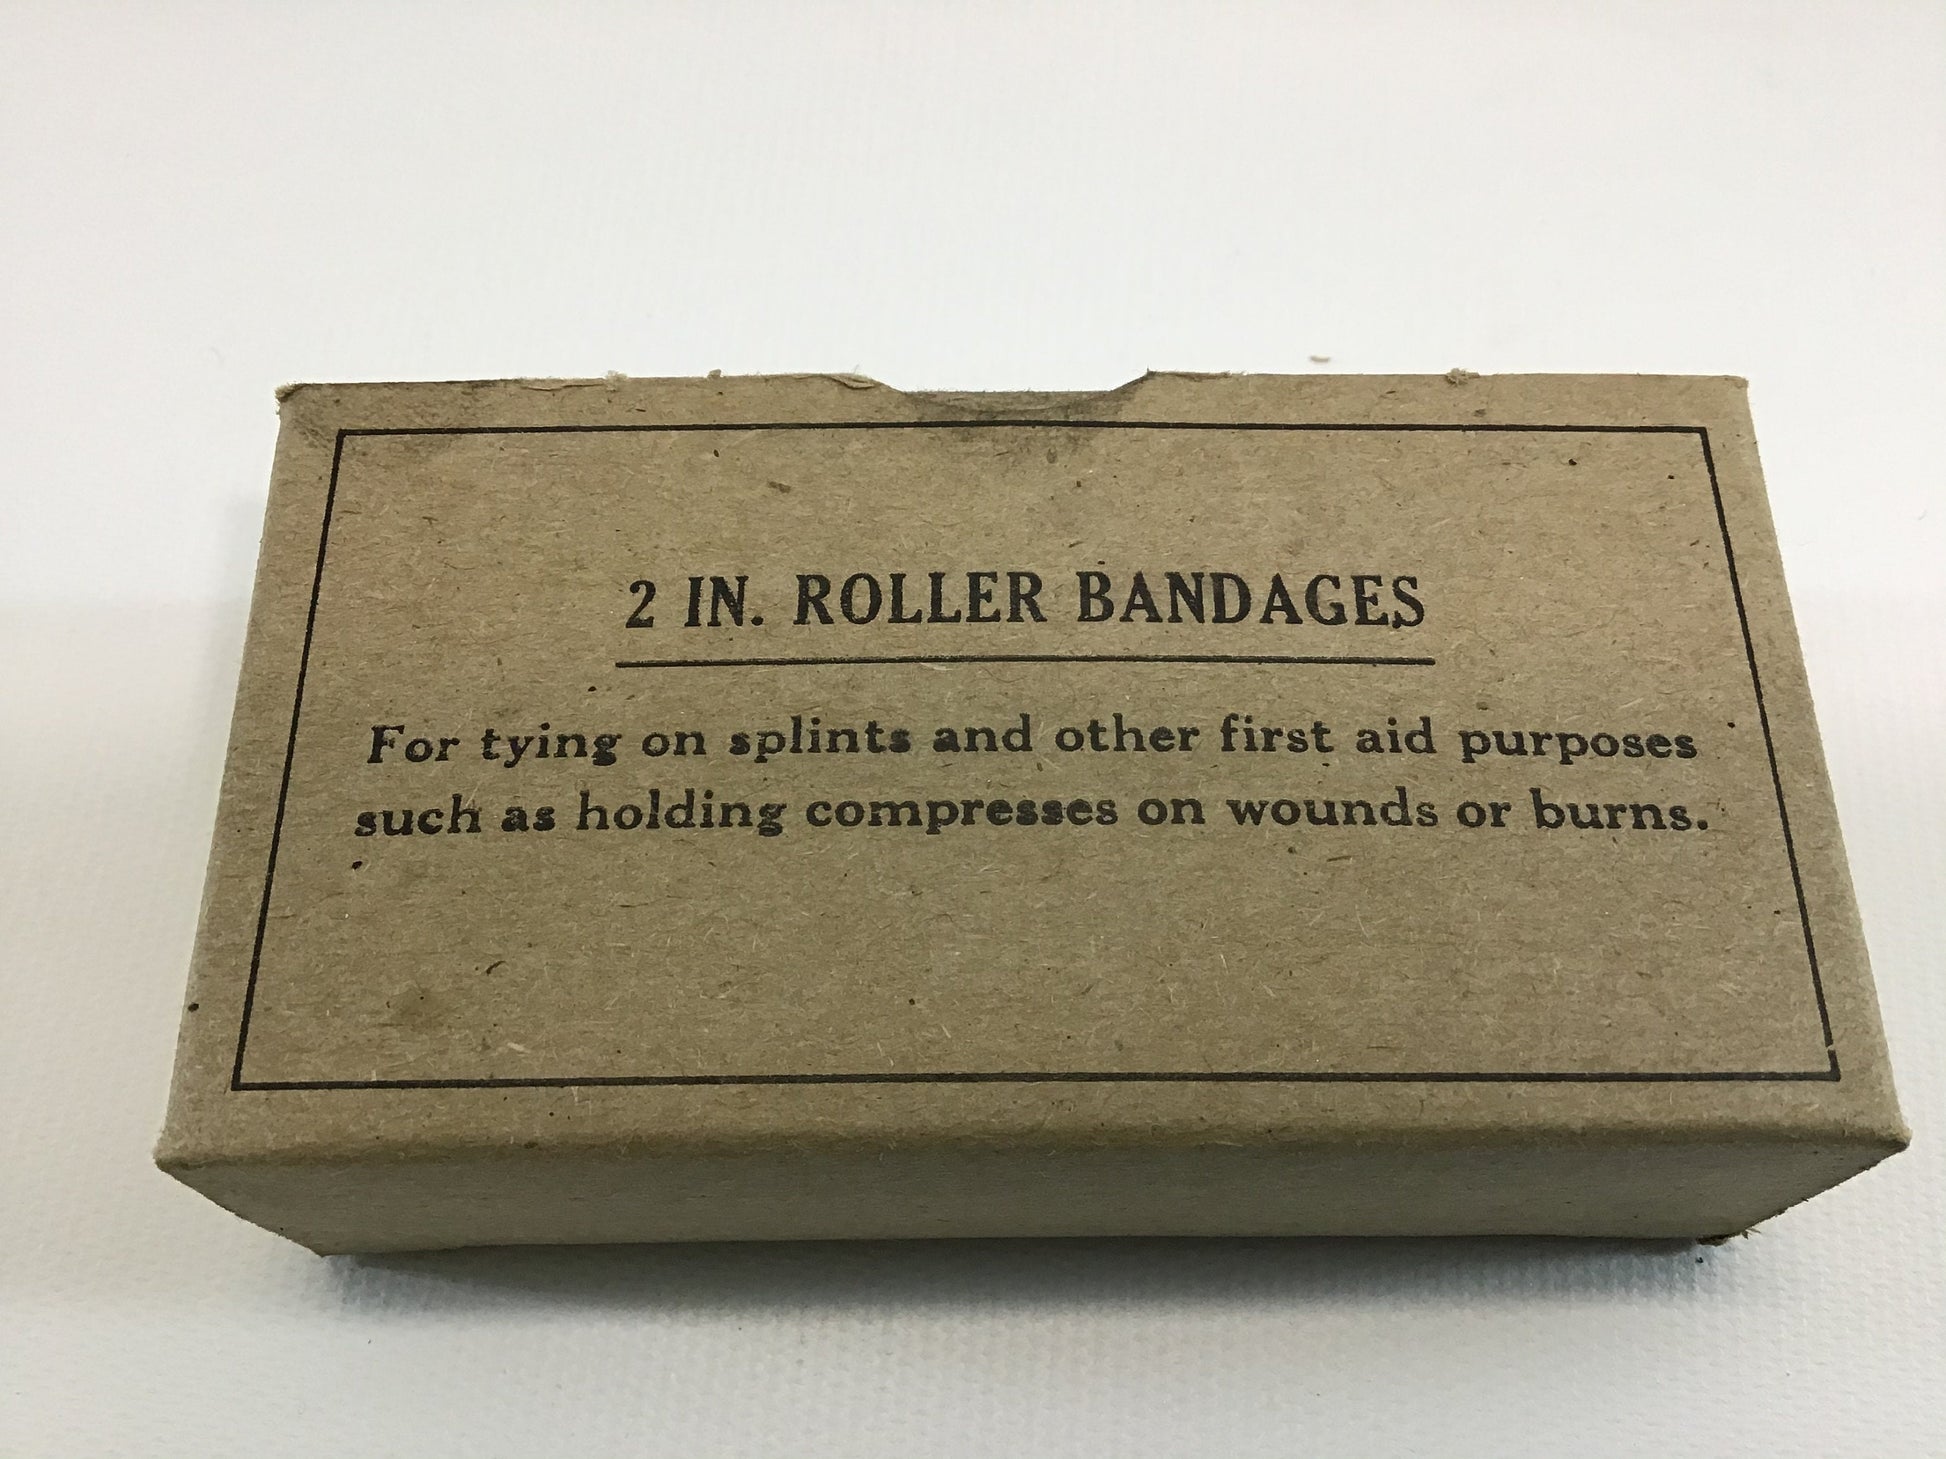 2 IN. ROLLER BANDAGES
For tying on splints and other first aid purposes
such as holding compresses on wounds or burns.